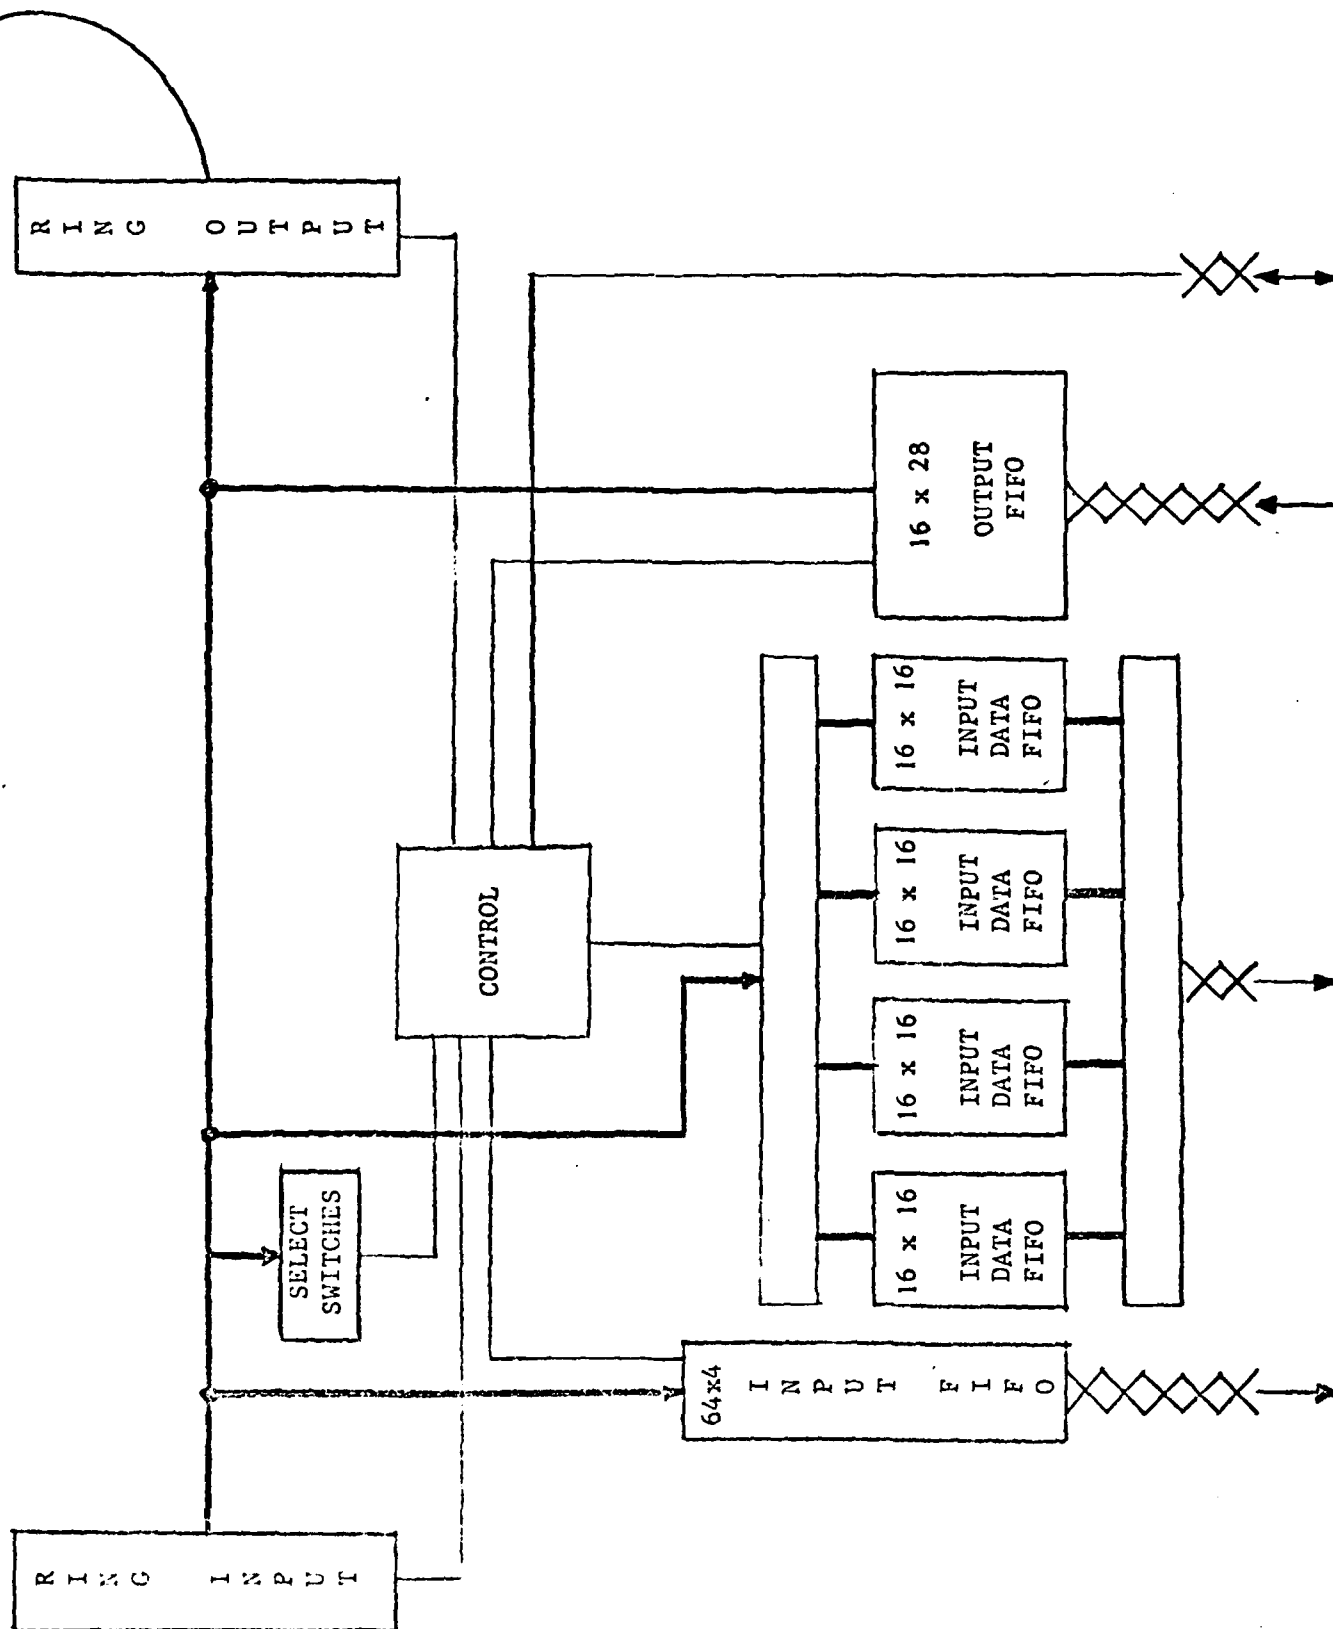 RING INPUT
RING OUTPUT
SELECT
SWITCHES
CONTROL
64x4
INPUT FIFO
16 x 16
INPUT
DATA
FIFO
16 x 16
INPUT
DATA
FIFO
16 x 16
INPUT
DATA
FIFO
16 x 16
INPUT
DATA
FIFO
16 x 28
OUTPUT
FIFO